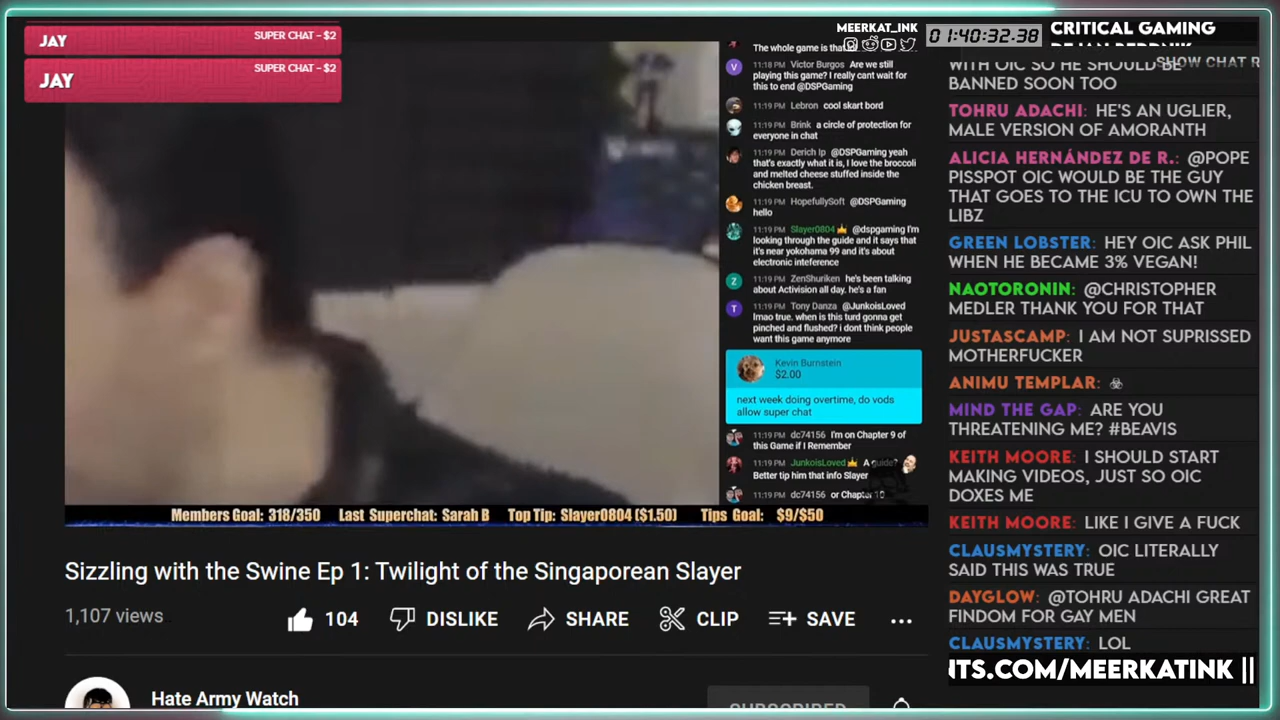 JAY
SUPER CHAT – $2
JAY
SUPER CHAT – $2
MEERKAT_INK
01:40:32.38
CRITICAL GAMING
The whole game is that
11:18 PM Victor Burgos Are we still
playing this game? I really cant wait for
this to end @DSPGaming
11:19 PM Lebron cool skart bord
11:19 PM Brink a circle of protection for
everyone in chat
11:19 PM Derich Ip @DSPGaming yeah
that's exactly what it is, I love the broccoli
and melted cheese stuffed inside the
chicken breast.
11:19 PM HopefullySoft @DSPGaming
hello
11:19 PM Slayer0804 @dspgaming I'm
looking through the guide and it says that
it's near yokohama 99 and it's about
electronic inteference
11:19 PM ZenShuriken he's been talking
about Activision all day. he's a fan
11:19 PM Tony Danza @JunkoisLoved
lmao true. when is this turd gonna get
pinched and flushed? i dont think people
want this game anymore
Kevin Burnstein
$2.00
next week doing overtime, do vods
allow super chat
11:19 PM dc74156 I'm on Chapter 9 of
this Game if I Remember
11:19 PM JunkoisLoved A guide?
Better tip him that info Slayer
11:19 PM dc74156 or Chapter 10
Members Goal: 318/350 Last Superchat: Sarah B Top Tip: Slayer0804 ($1.50) Tips Goal: $9/$50
Sizzling with the Swine Ep 1: Twilight of the Singaporean Slayer
1,107 views
104
DISLIKE
SHARE
CLIP
SAVE
Hate Army Watch
SUBSCRIBED
SHOW CHAT R
WITH OIC SO HE SHOULD BE
BANNED SOON TOO
TOHRU ADACHI: HE'S AN UGLIER,
MALE VERSION OF AMORANTH
ALICIA HERNÁNDEZ DE R.: @POPE
PISSPOT OIC WOULD BE THE GUY
THAT GOES TO THE ICU TO OWN THE
LIBZ
GREEN LOBSTER: HEY OIC ASK PHIL
WHEN HE BECAME 3% VEGAN!
NAOTORONIN: @CHRISTOPHER
MEDLER THANK YOU FOR THAT
JUSTASCAMP: I AM NOT SUPRISSED
MOTHERFUCKER
ANIMU TEMPLAR: ☣
MIND THE GAP: ARE YOU
THREATENING ME? #BEAVIS
KEITH MOORE: I SHOULD START
MAKING VIDEOS, JUST SO OIC
DOXES ME
KEITH MOORE: LIKE I GIVE A FUCK
CLAUSMYSTERY: OIC LITERALLY
SAID THIS WAS TRUE
DAYGLOW: @TOHRU ADACHI GREAT
FINDOM FOR GAY MEN
CLAUSMYSTERY: LOL
NTS.COM/MEERKATINK ||